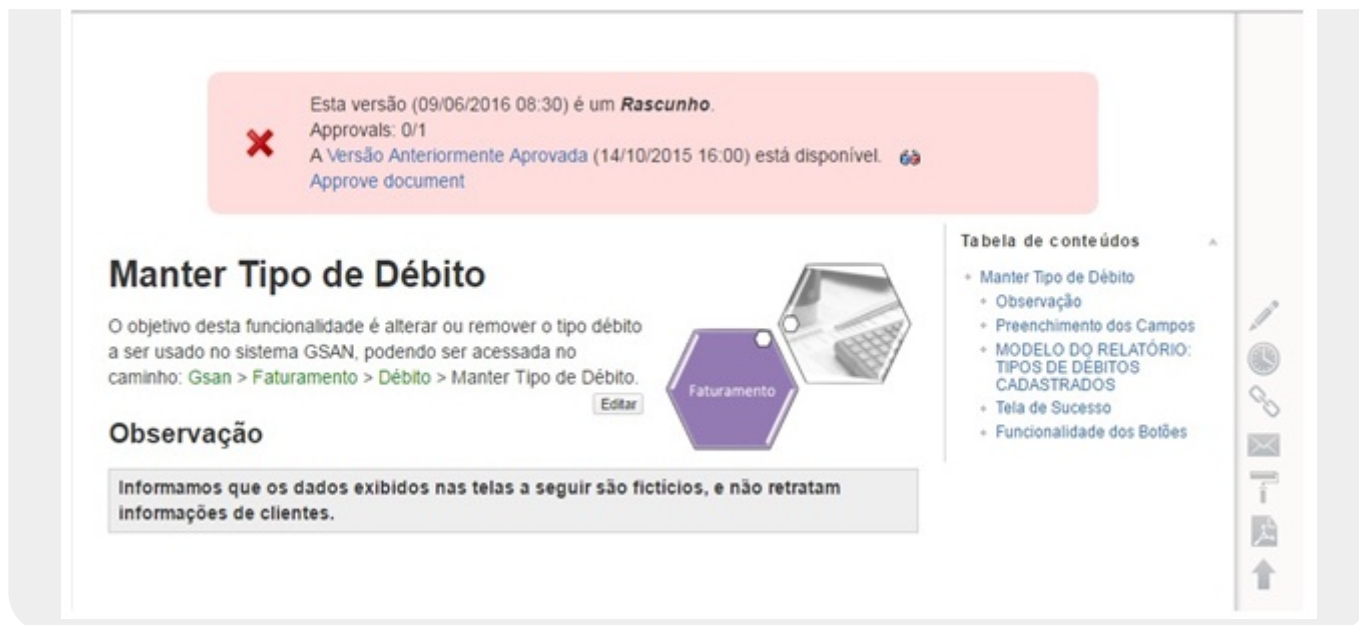 Esta versão (09/06/2016 08:30) é um Rascunho.
Approvals: 0/1
A Versão Anteriormente Aprovada (14/10/2015 16:00) está disponível.
Approve document
Manter Tipo de Débito
O objetivo desta funcionalidade é alterar ou remover o tipo débito
a ser usado no sistema GSAN, podendo ser acessada no
caminho: Gsan > Faturamento > Débito > Manter Tipo de Débito.
Editar
Faturamento
Observação
Informamos que os dados exibidos nas telas a seguir são fictícios, e não retratam
informações de clientes.
Tabela de conteúdos
Manter Tipo de Débito
Observação
Preenchimento dos Campos
MODELO DO RELATÓRIO:
TIPOS DE DÉBITOS
CADASTRADOS
Tela de Sucesso
Funcionalidade dos Botões